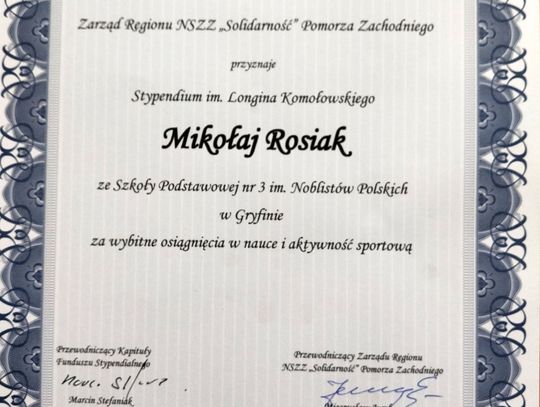 Zarząd Regionu NSZZ „Solidarność” Pomorza Zachodniego
przyznaje
Stypendium im. Longina Komołowskiego
Mikołaj Rosiak
ze Szkoły Podstawowej nr 3 im. Noblistów Polskich
w Gryfinie
za wybitne osiągnięcia w nauce i aktywność sportową
Przewodniczący Kapituły
Funduszu Stypendialnego
Marcin Stefaniak
Przewodniczący Zarządu Regionu
NSZZ „Solidarność” Pomorza Zachodniego